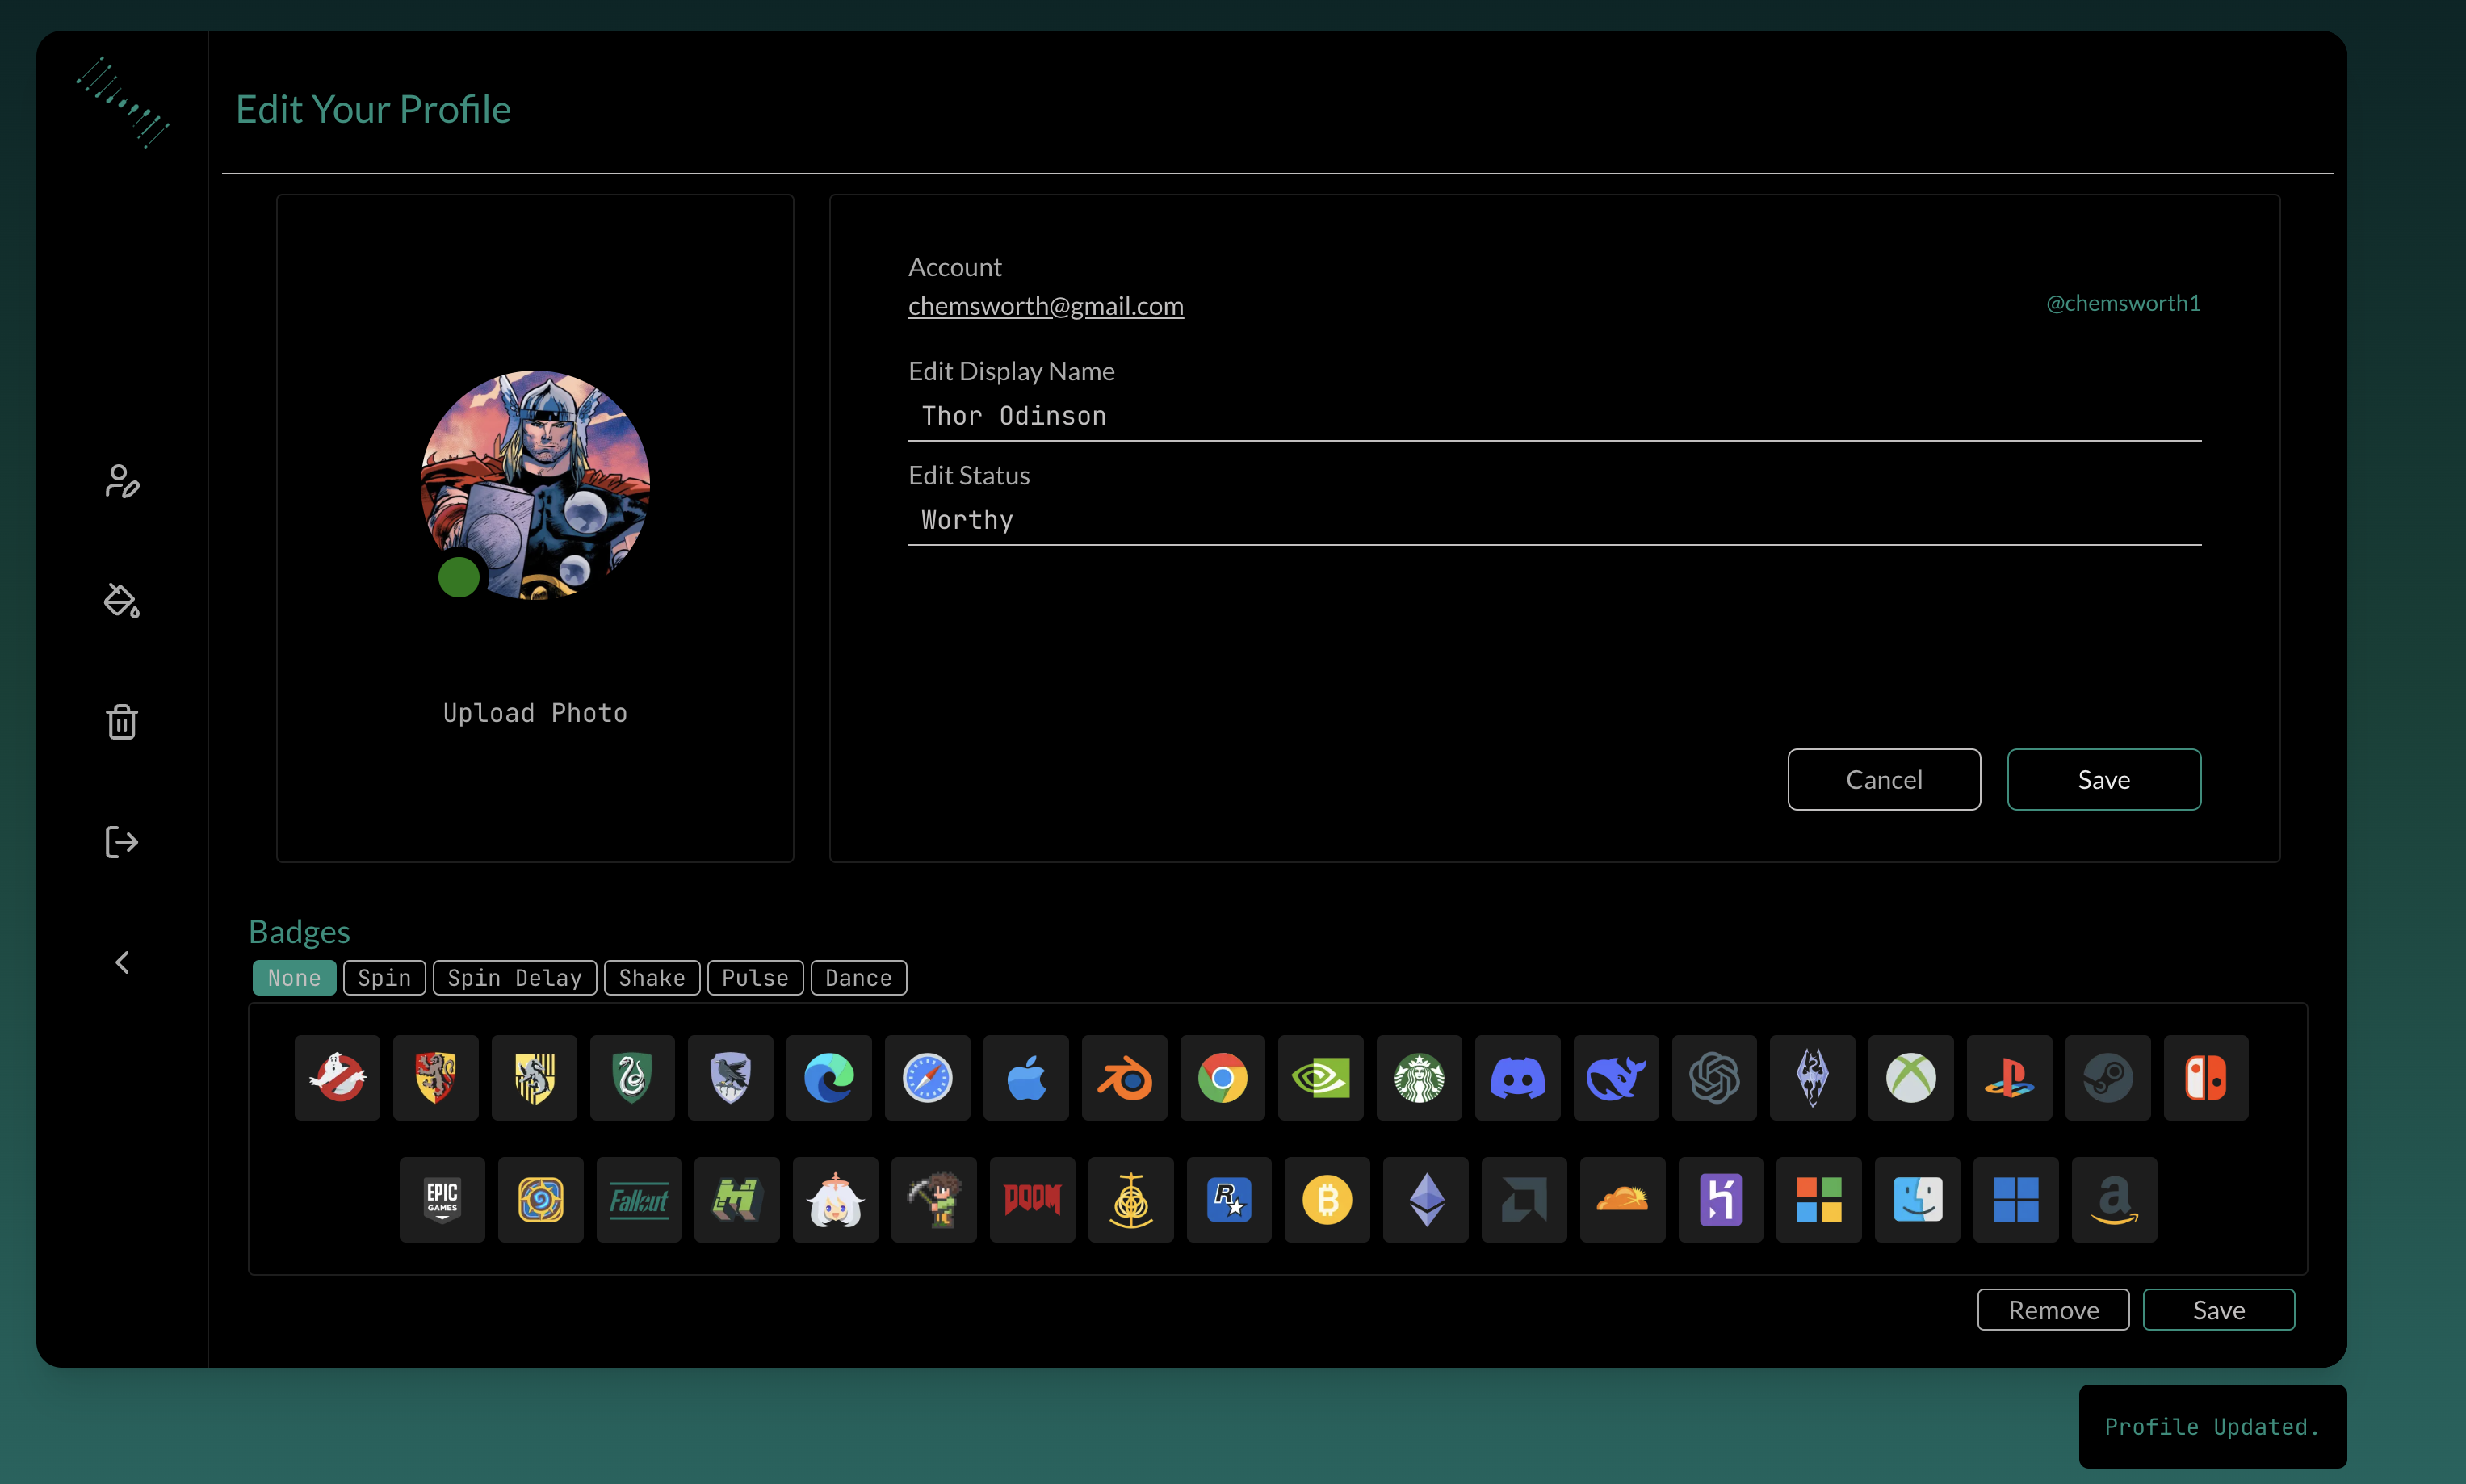 Edit Your Profile
Account
chemsworth@gmail.com
@chemsworth1
Edit Display Name
Thor Odinson
Edit Status
Worthy
Upload Photo
Cancel
Save
Badges
None
Spin
Spin Delay
Shake
Pulse
Dance
EPIC
GAMES
Fallout
DOOM
R
Remove
Save
Profile Updated.